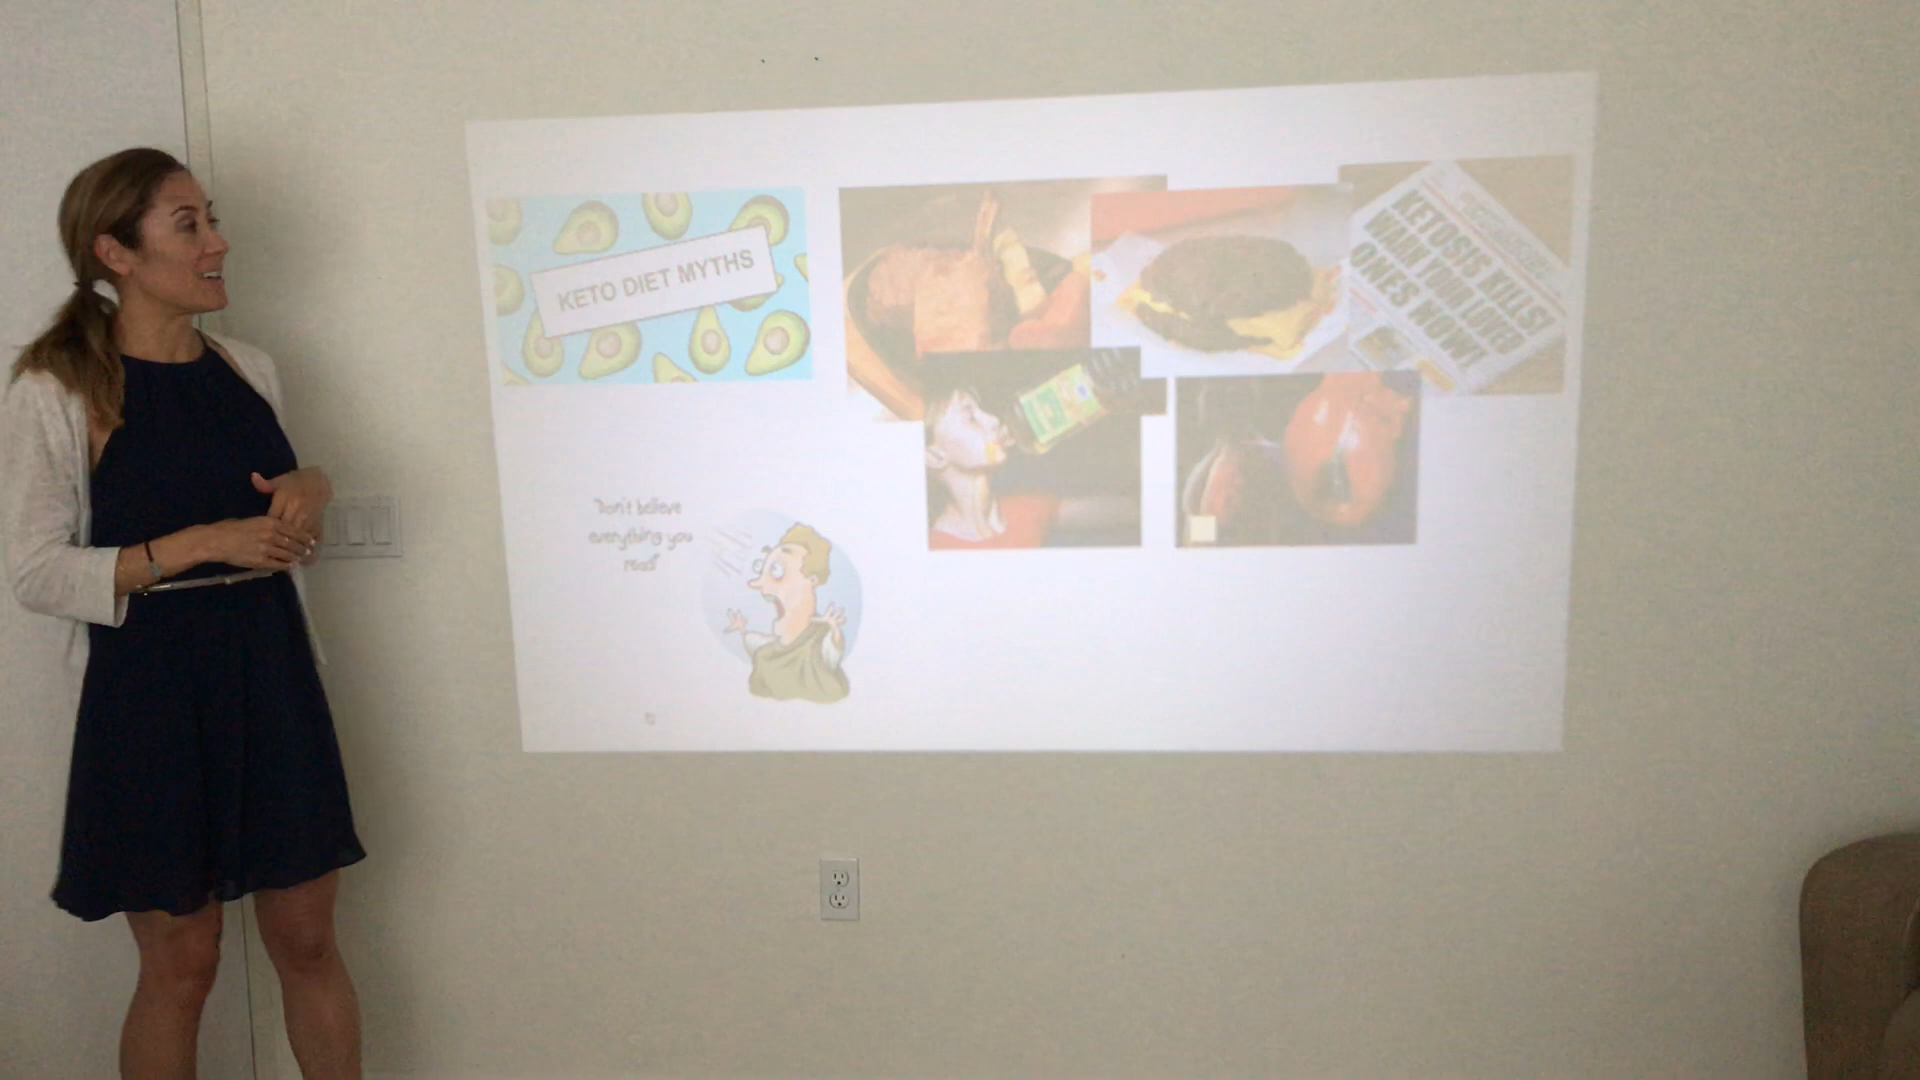 KETO DIET MYTHS
KETOSIS KILLS!
WARN YOUR LOVED
ONES NOW!
"Don't believe
everything you
read"